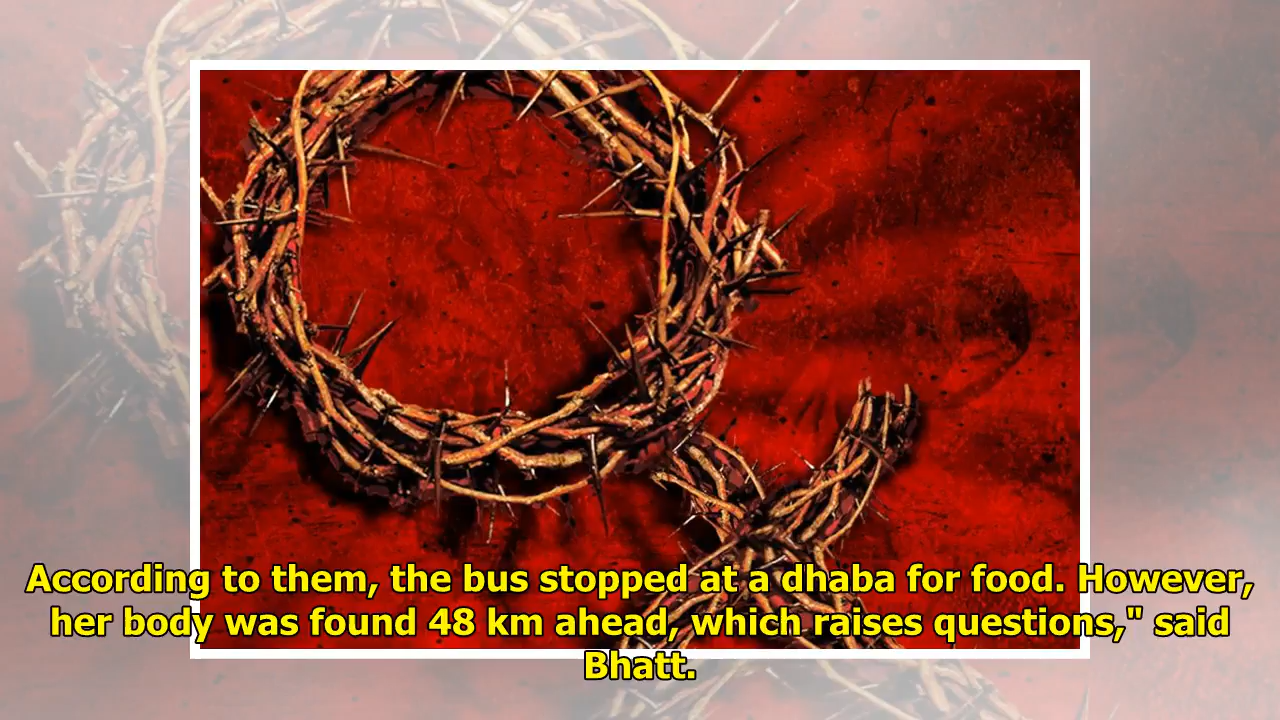 According to them, the bus stopped at a dhaba for food. However,
her body was found 48 km ahead, which raises questions," said
Bhatt.